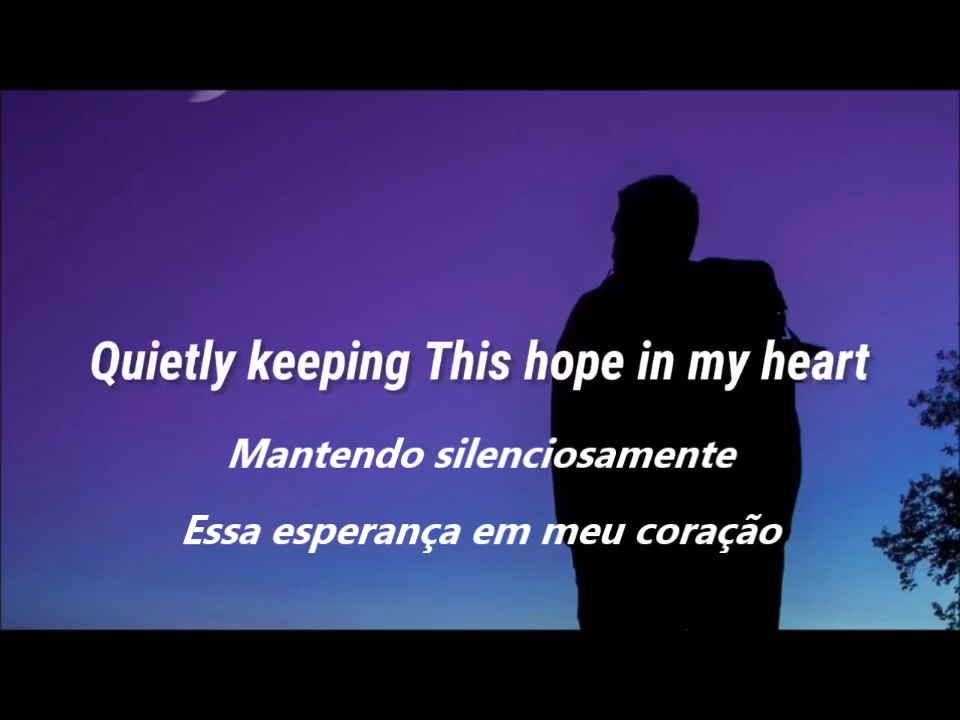 Quietly keeping This hope in my heart
Mantendo silenciosamente
Essa esperança em meu coração